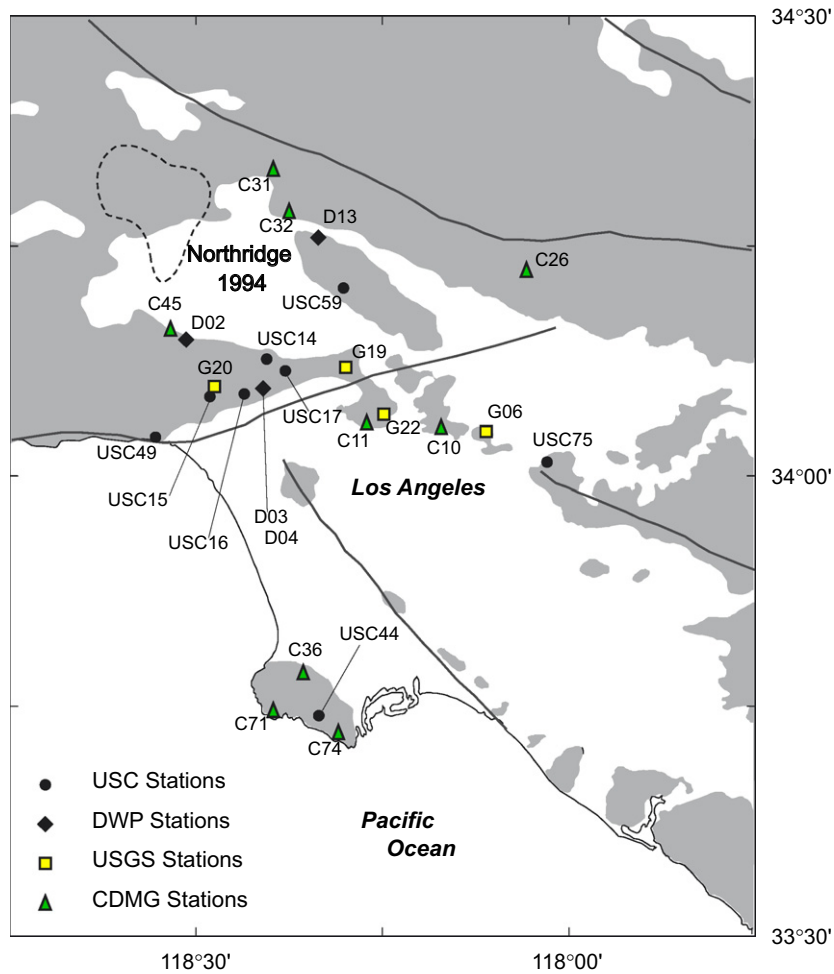 34°30'
C31
C32
D13
Northridge
1994
C26
USC59
C45
D02
USC14
G19
G20
USC17
G06
C11
G22
C10
USC75
USC49
34°00'
Los Angeles
USC15
D03
USC16
D04
USC44
C36
C71
C74
USC Stations
DWP Stations
Pacific
Ocean
USGS Stations
CDMG Stations
33°30'
118°30'
118°00'